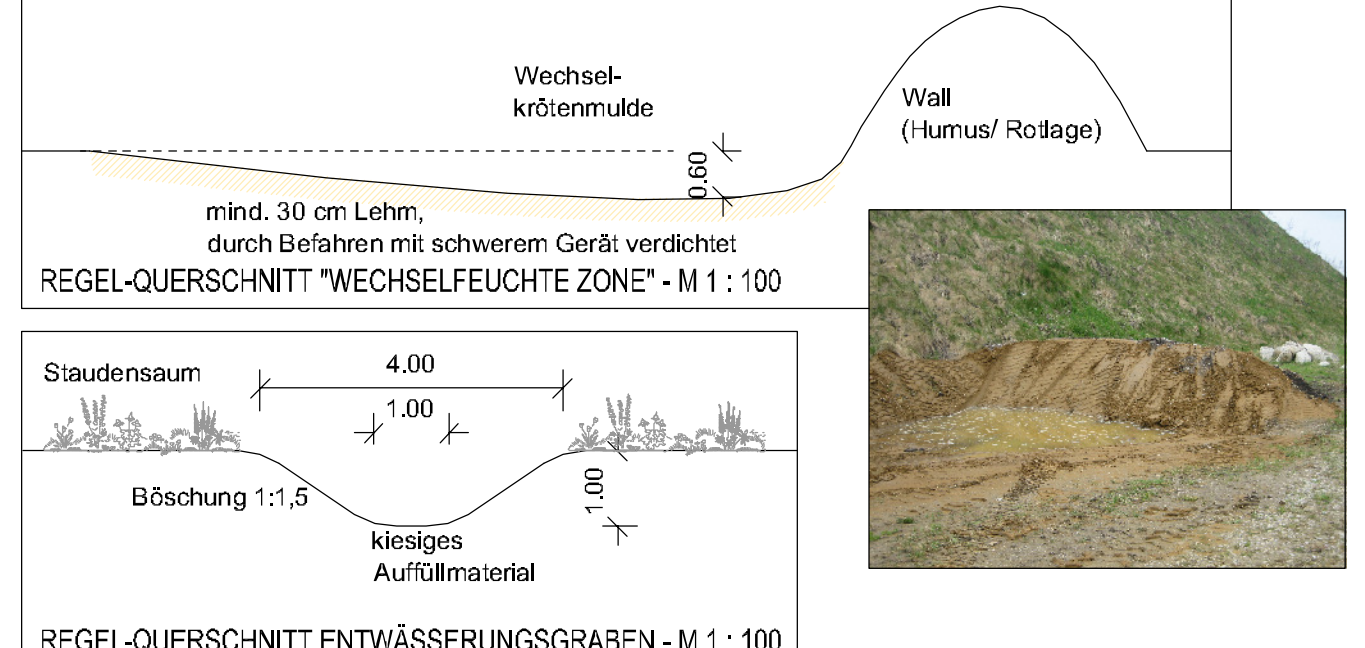 Wechsel-
krötenmulde
Wall
(Humus/ Rotlage)
0.60
mind. 30 cm Lehm,
durch Befahren mit schwerem Gerät verdichtet
REGEL-QUERSCHNITT "WECHSELFEUCHTE ZONE" - M 1 : 100
Staudensaum
4.00
1.00
Böschung 1:1,5
1.00
kiesiges
Auffüllmaterial
REGEL-QUERSCHNITT ENTWÄSSERUNGSGRABEN - M 1 : 100